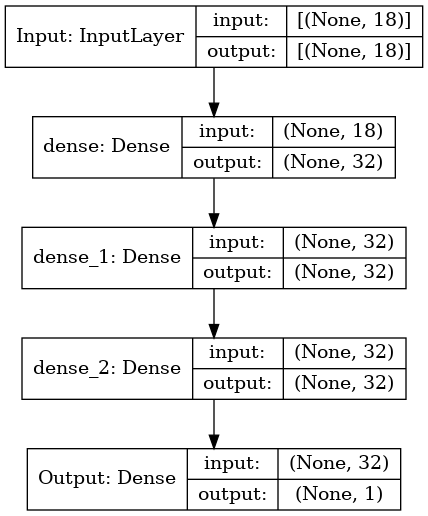 Input: InputLayer
input: [(None, 18)]
output: [(None, 18)]
dense: Dense
input: (None, 18)
output: (None, 32)
dense_1: Dense
input: (None, 32)
output: (None, 32)
dense_2: Dense
input: (None, 32)
output: (None, 32)
Output: Dense
input: (None, 32)
output: (None, 1)